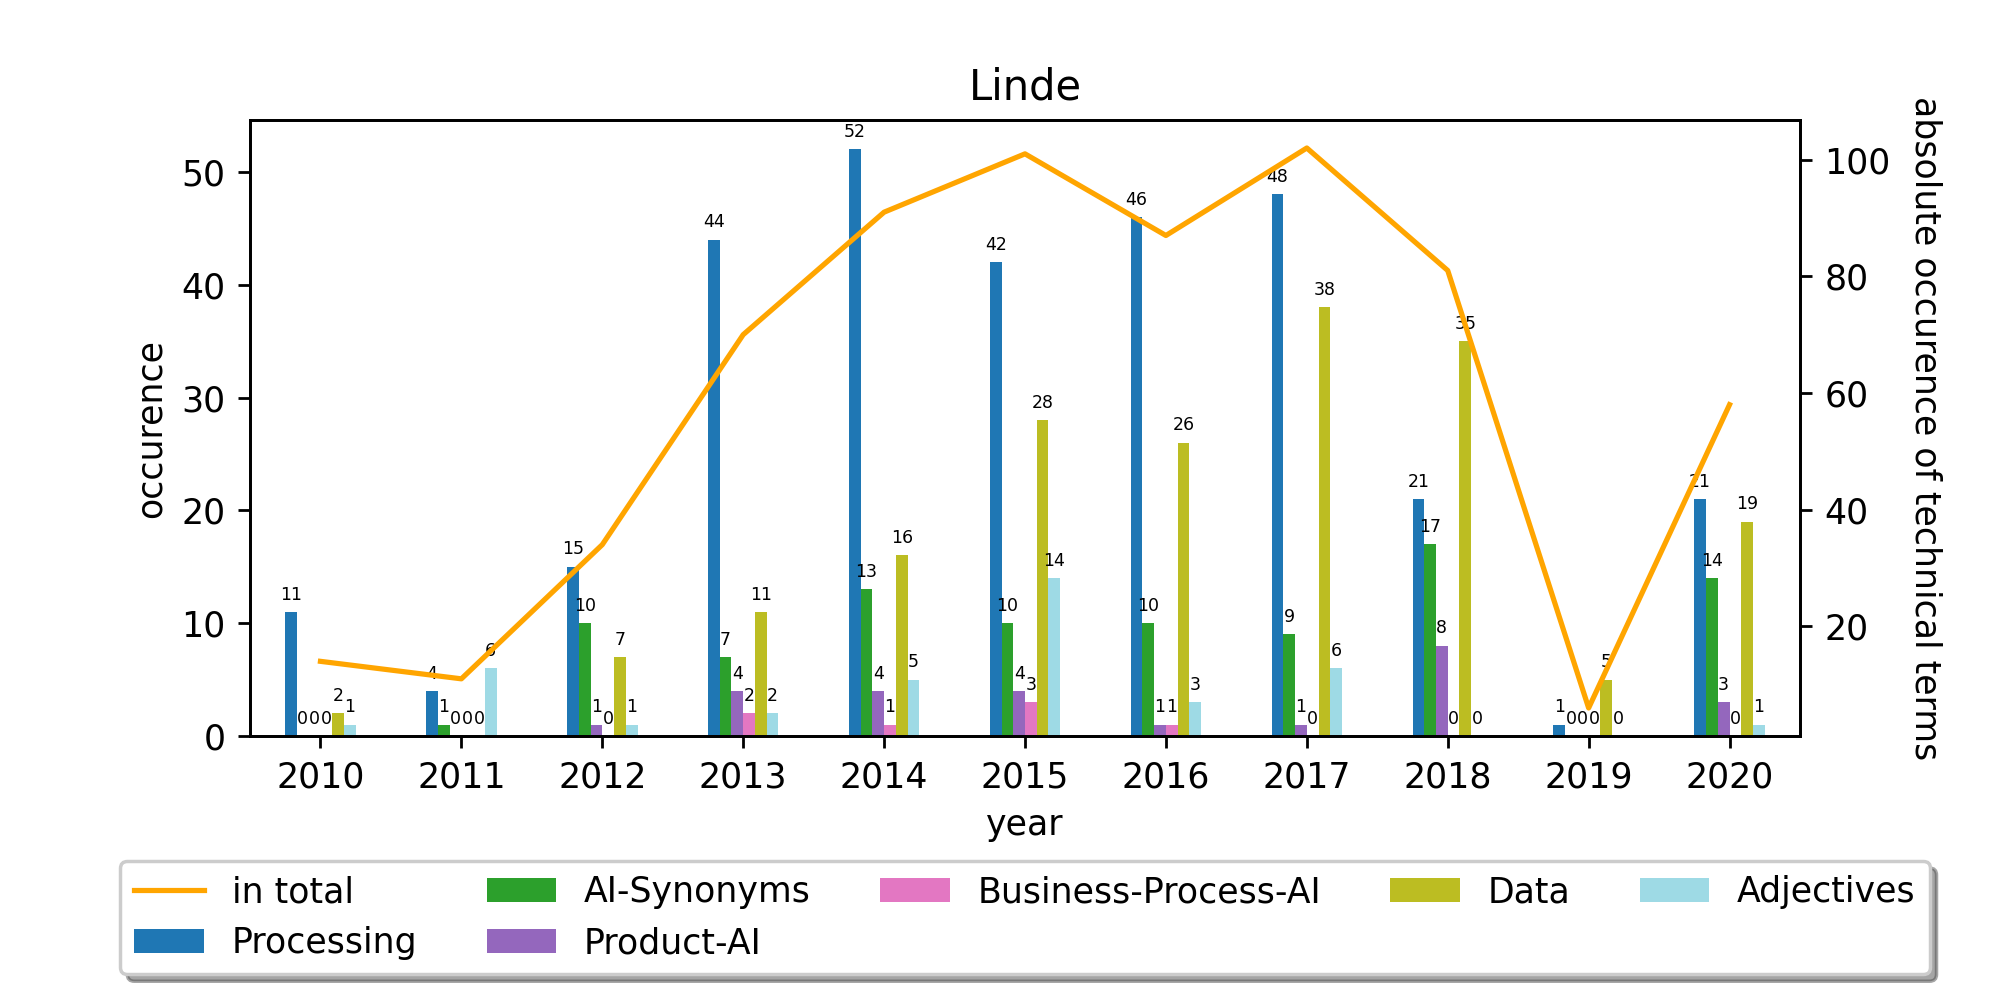 Linde
absolute occurence of technical terms
occurence
50
40
30
20
10
0
100
80
60
40
20
11 0 0 0 2 1
4 1 0 0 0 6
15 10 1 0 7 1
44 7 4 2 11 2
52 13 4 1 16 5
42 10 4 3 28 14
46 10 1 1 26 3
48 9 1 0 38 6
21 17 8 0 35 0
1 0 0 0 5 0
21 14 3 0 19 1
2010 2011 2012 2013 2014 2015 2016 2017 2018 2019 2020
year
in total AI-Synonyms Business-Process-AI Data Adjectives
Processing Product-AI